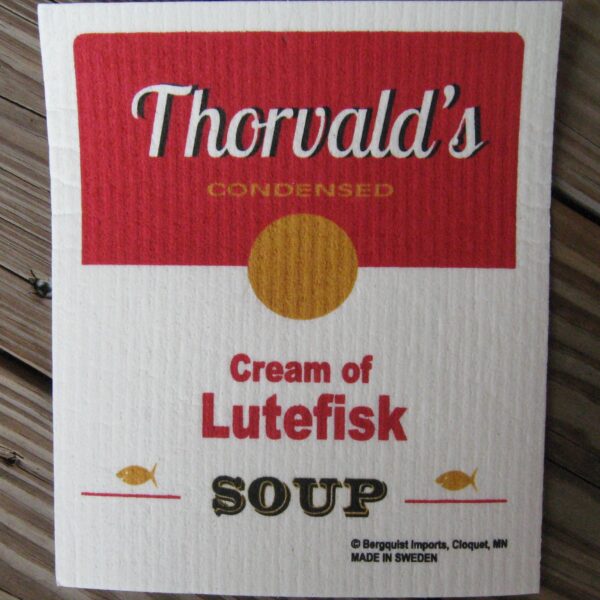 Thorvald's
CONDENSED
Cream of
Lutefisk
SOUP
© Bergquist Imports, Cloquet, MN
MADE IN SWEDEN